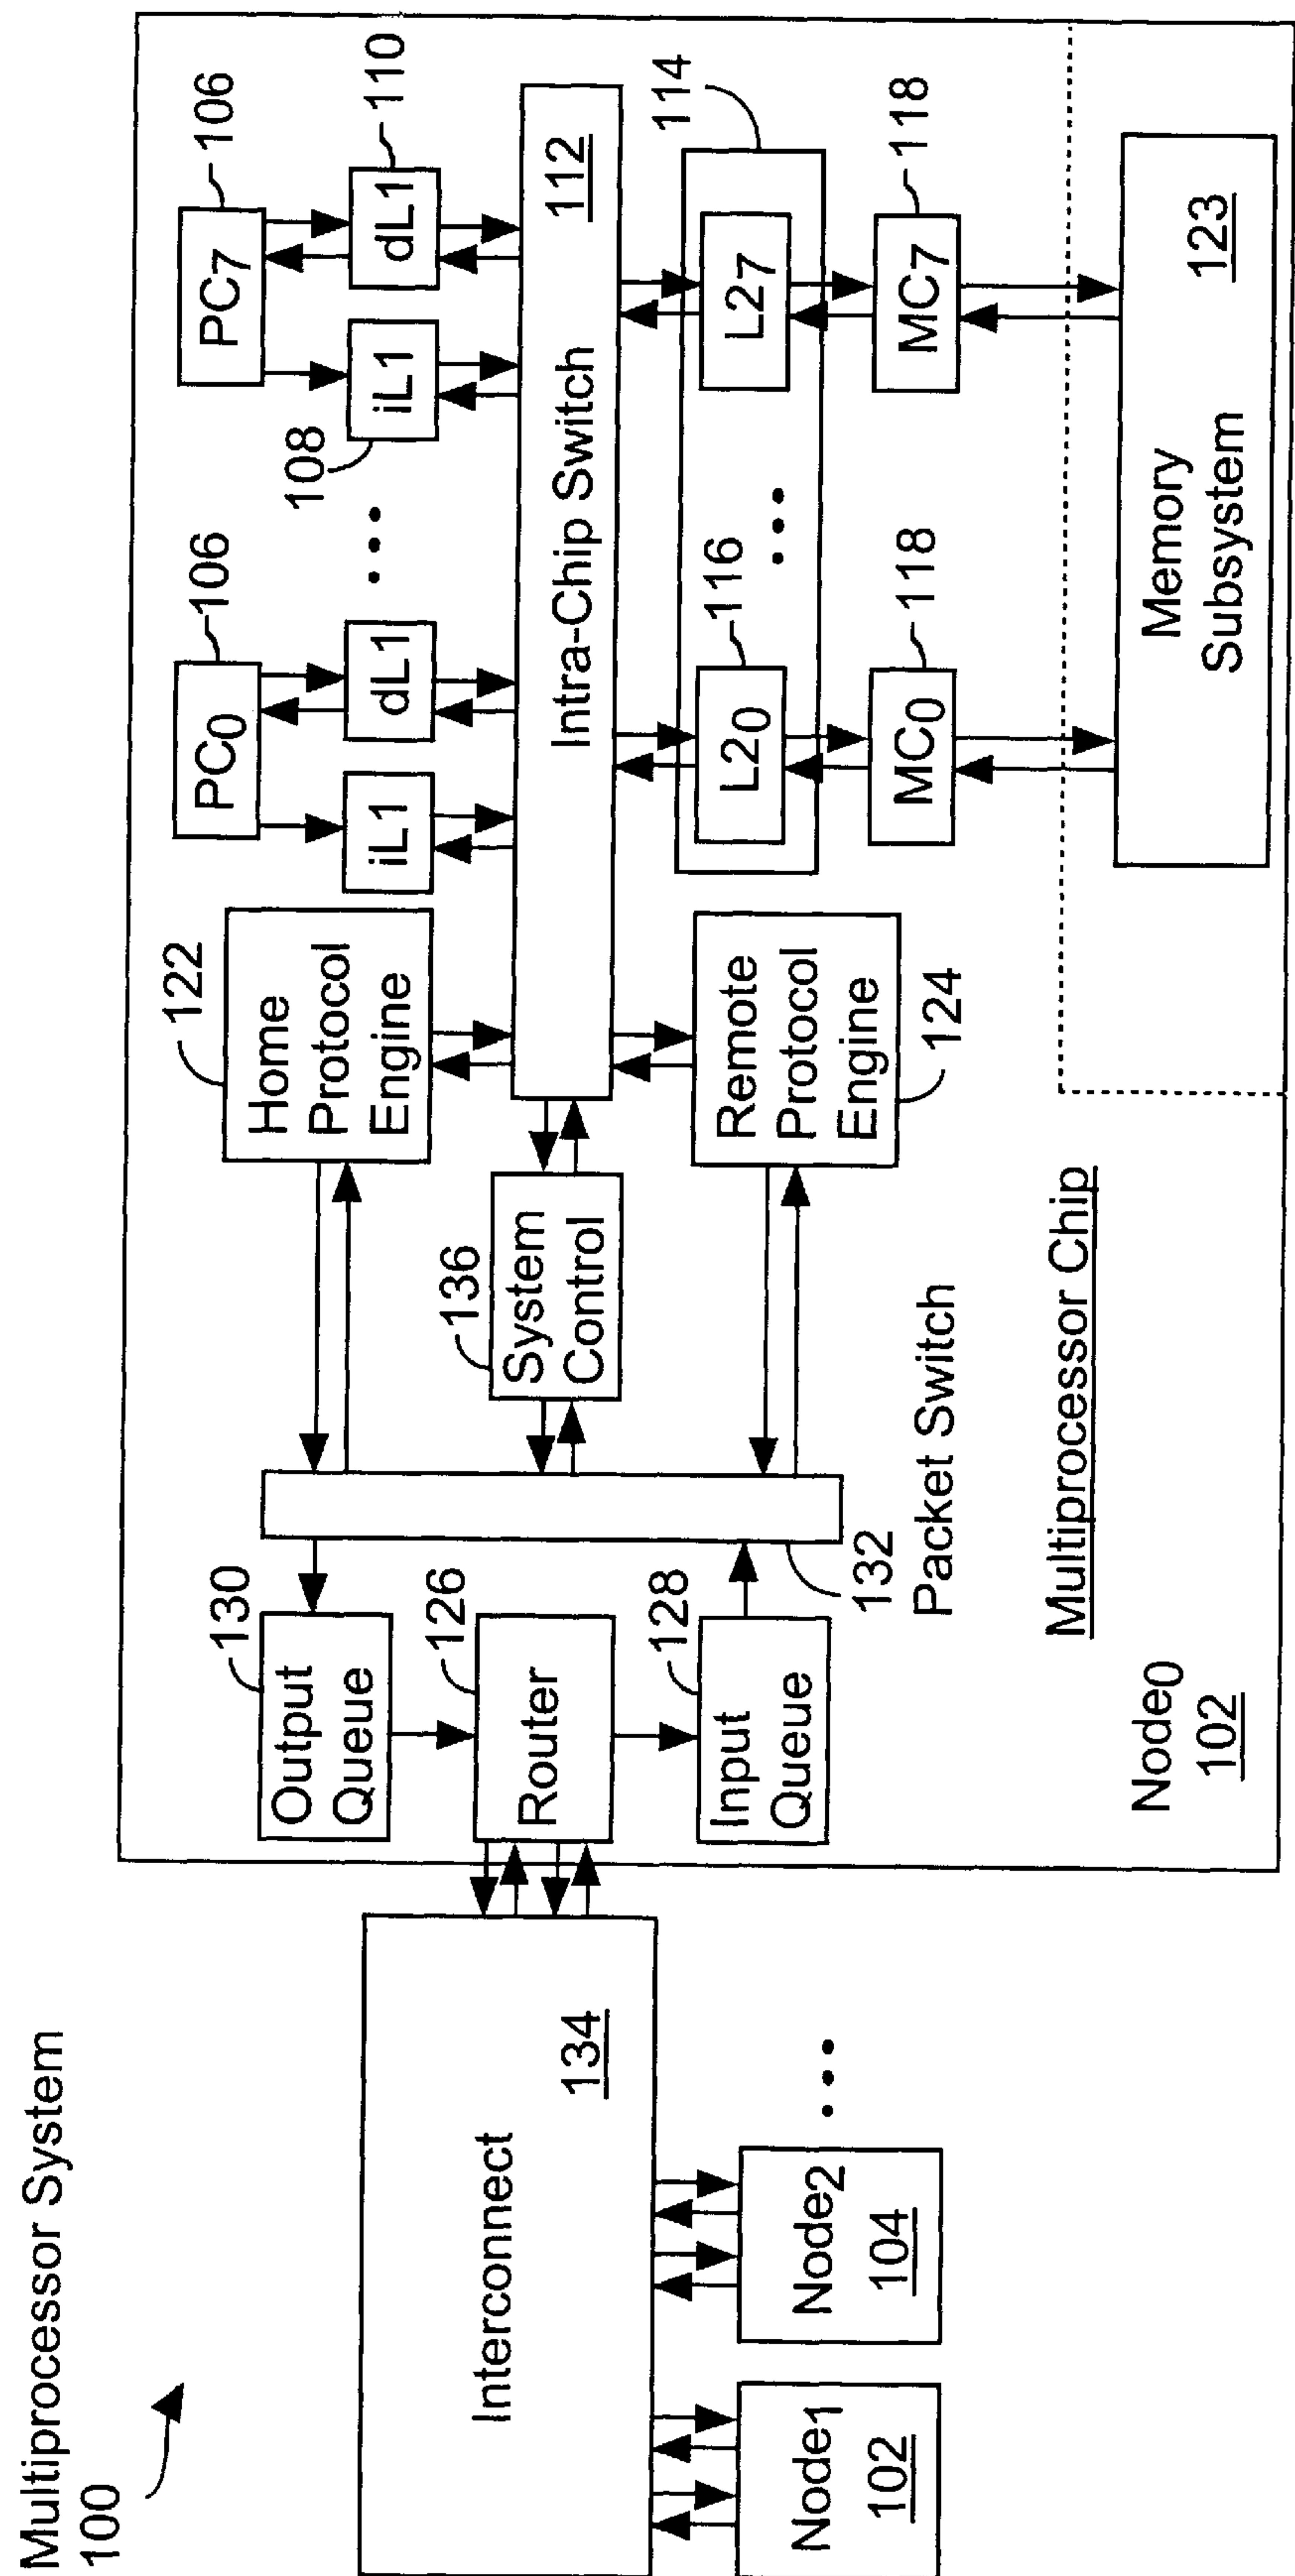 Multiprocessor System
100
Interconnect
134
Node1
102
Node2
104
...
130
Output
Queue
126
Router
128
Input
Queue
132
Packet Switch
136
System
Control
122
Home
Protocol
Engine
Remote
Protocol
Engine
124
PC0
106
iL1
dL1
...
PC7
106
iL1
108
dL1
110
Intra-Chip Switch
112
114
L20
116
...
L27
MC0
118
MC7
118
Memory
Subsystem
123
Multiprocessor Chip
Node0
102